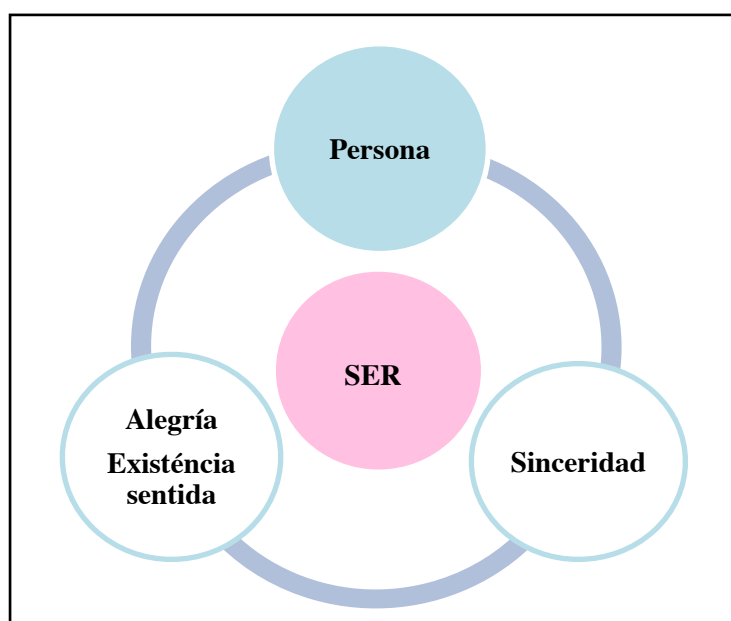 Persona
SER
Alegría
Existéncia
sentida
Sinceridad